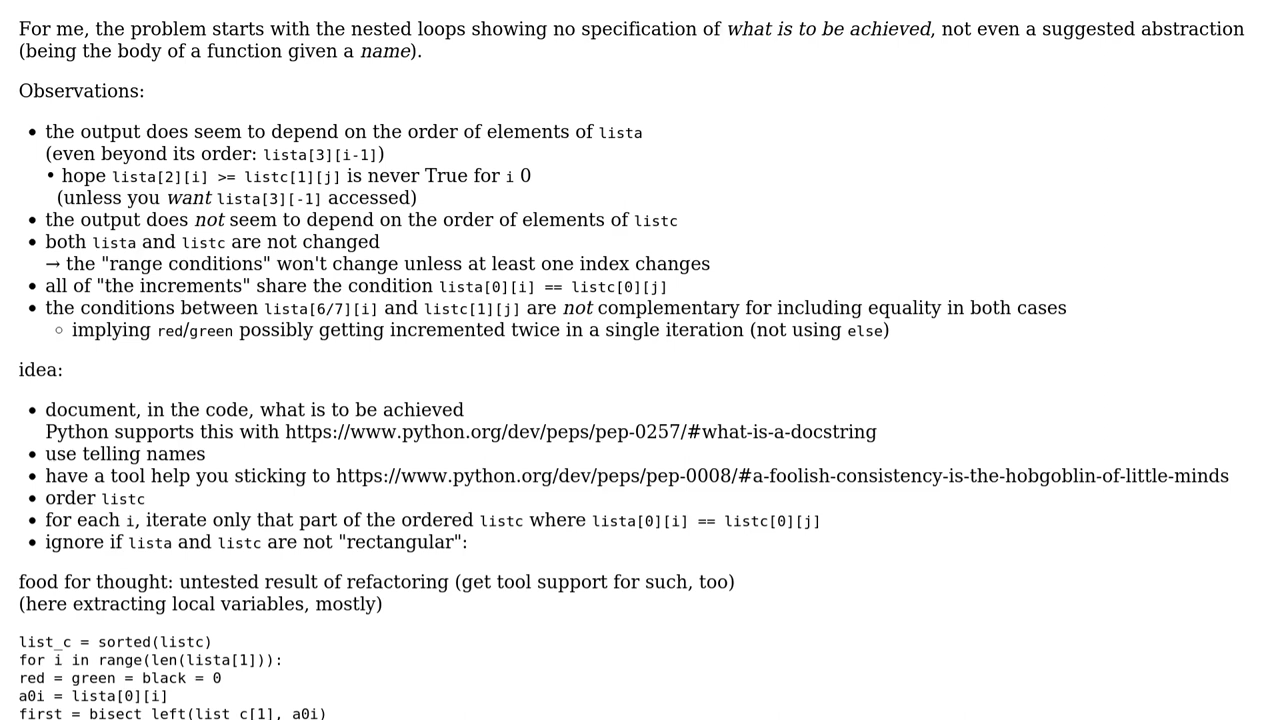 For me, the problem starts with the nested loops showing no specification of what is to be achieved, not even a suggested abstraction
(being the body of a function given a name).
Observations:
• the output does seem to depend on the order of elements of lista
(even beyond its order: lista[3][i-1])
• hope lista[2][i] >= listc[1][j] is never True for i 0
(unless you want lista[3][-1] accessed)
• the output does not seem to depend on the order of elements of listc
• both lista and listc are not changed
→ the "range conditions" won't change unless at least one index changes
• all of "the increments" share the condition lista[0][i] == listc[0][j]
• the conditions between lista[6/7][i] and listc[1][j] are not complementary for including equality in both cases
◦ implying red/green possibly getting incremented twice in a single iteration (not using else)
idea:
• document, in the code, what is to be achieved
Python supports this with https://www.python.org/dev/peps/pep-0257/#what-is-a-docstring
• use telling names
• have a tool help you sticking to https://www.python.org/dev/peps/pep-0008/#a-foolish-consistency-is-the-hobgoblin-of-little-minds
• order listc
• for each i, iterate only that part of the ordered listc where lista[0][i] == listc[0][j]
• ignore if lista and listc are not "rectangular":
food for thought: untested result of refactoring (get tool support for such, too)
(here extracting local variables, mostly)
list_c = sorted(listc)
for i in range(len(lista[1])):
red = green = black = 0
a0i = lista[0][i]
first = bisect_left(list_c[1], a0i)